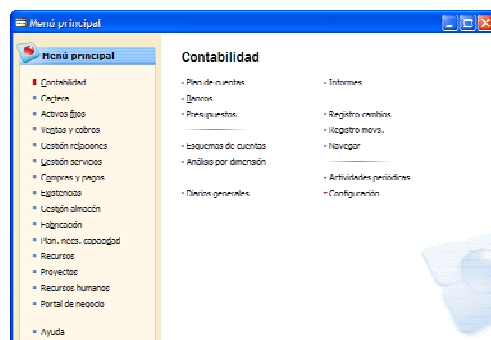 Menú principal
Menú principal
Contabilidad
Cartera
Activos fijos
Ventas y cobros
Gestión relaciones
Gestión servicios
Compras y pagos
Existencias
Gestión almacén
Fabricación
Plan. nces. capacidad
Recursos
Proyectos
Recursos humanos
Portal de negocio
Ayuda
Contabilidad
Plan de cuentas
Bancos
Presupuestos
Esquemas de cuentas
Análisis por dimensión
Diarios generales
Informes
Registro cambios
Registro movs.
Navegar
Actividades periódicas
Configuración